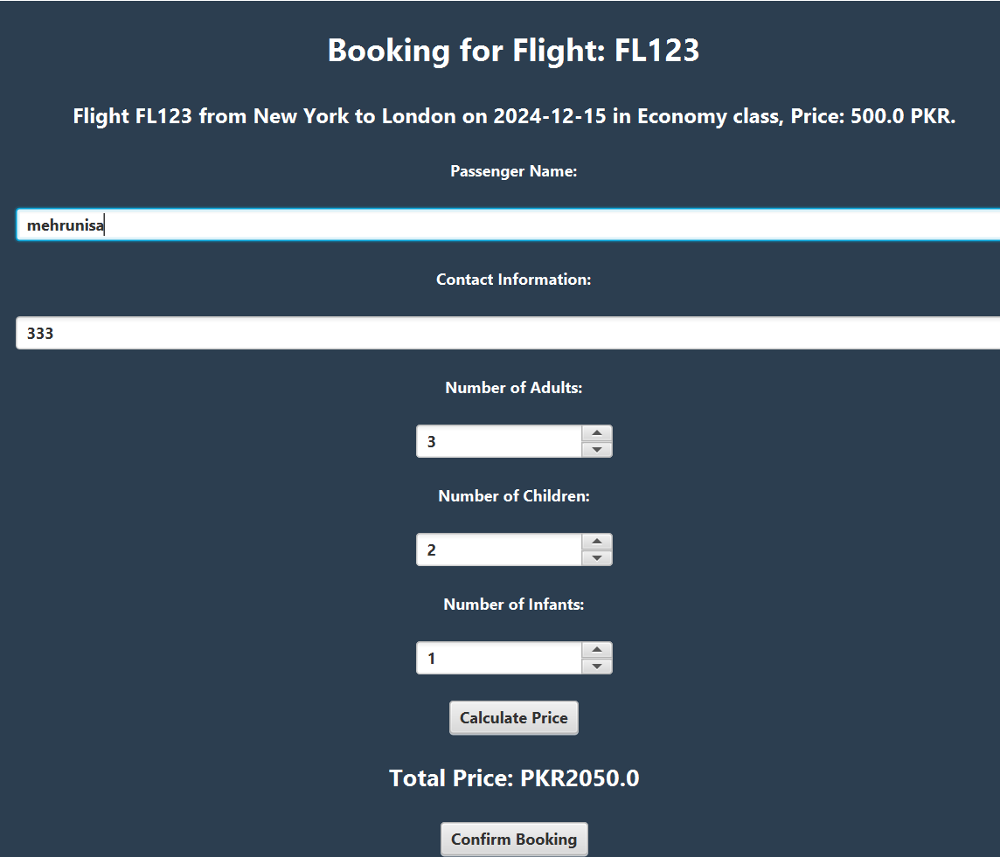 Booking for Flight: FL123
Flight FL123 from New York to London on 2024-12-15 in Economy class, Price: 500.0 PKR.
Passenger Name:
mehrunisa
Contact Information:
333
Number of Adults:
3
Number of Children:
2
Number of Infants:
1
Calculate Price
Total Price: PKR2050.0
Confirm Booking